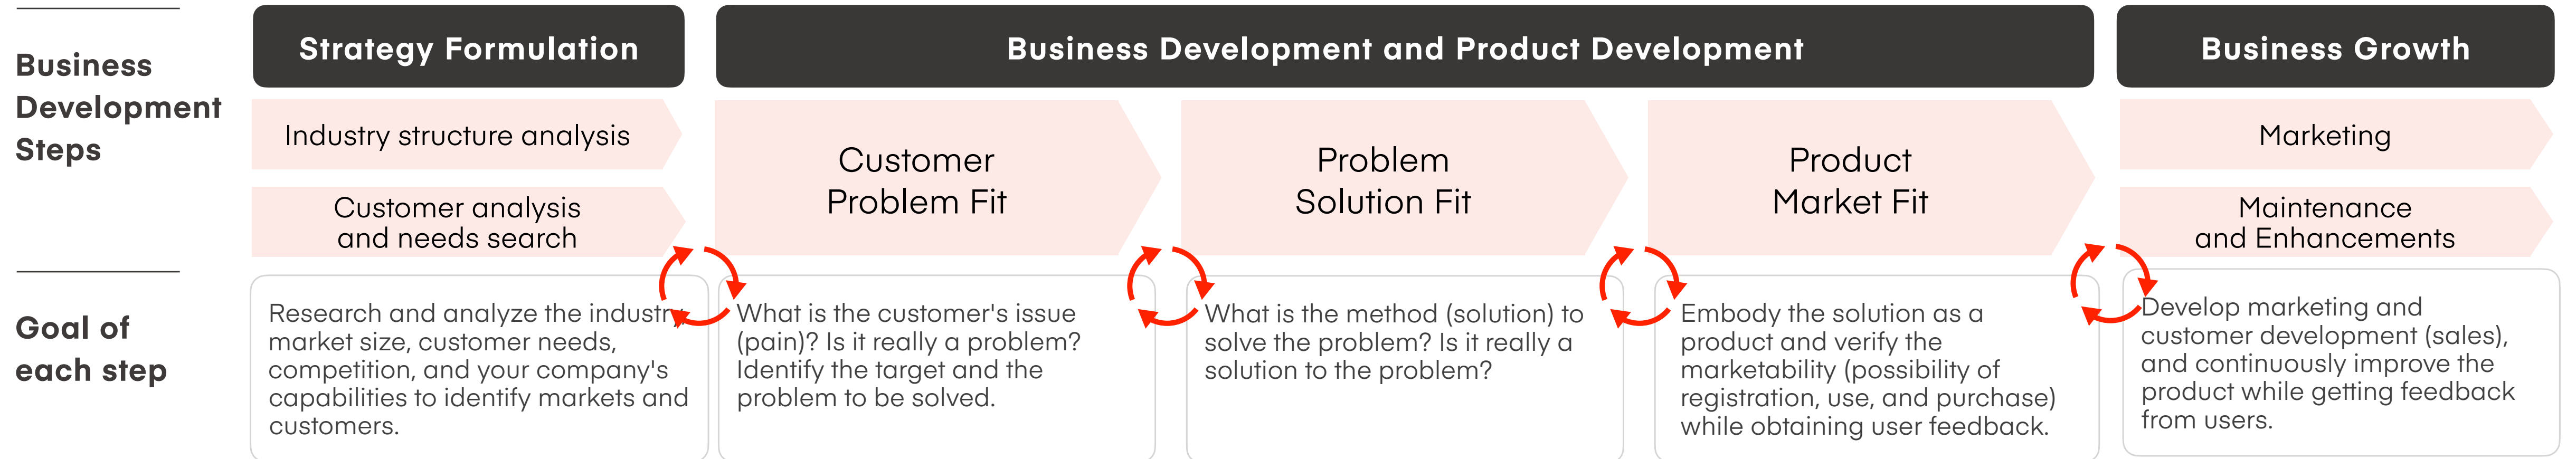 Business
Development
Steps
Strategy Formulation
Business Development and Product Development
Business Growth
Industry structure analysis
Customer analysis
and needs search
Customer
Problem Fit
Problem
Solution Fit
Product
Market Fit
Marketing
Maintenance
and Enhancements
Goal of
each step
Research and analyze the industry,
market size, customer needs,
competition, and your company's
capabilities to identify markets and
customers.
What is the customer's issue
(pain)? Is it really a problem?
Identify the target and the
problem to be solved.
What is the method (solution) to
solve the problem? Is it really a
solution to the problem?
Embody the solution as a
product and verify the
marketability (possibility of
registration, use, and purchase)
while obtaining user feedback.
Develop marketing and
customer development (sales),
and continuously improve the
product while getting feedback
from users.